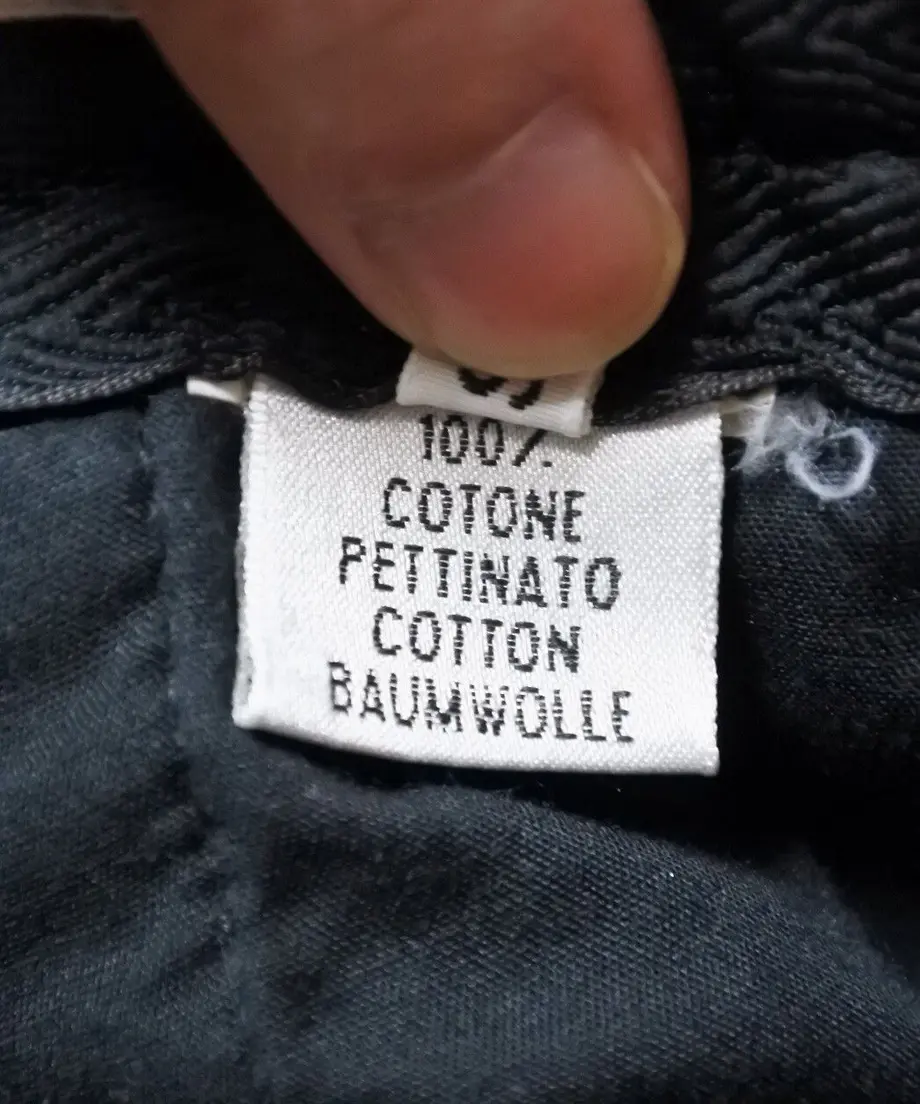 100%
COTONE
PETTINATO
COTTON
BAUMWOLLE